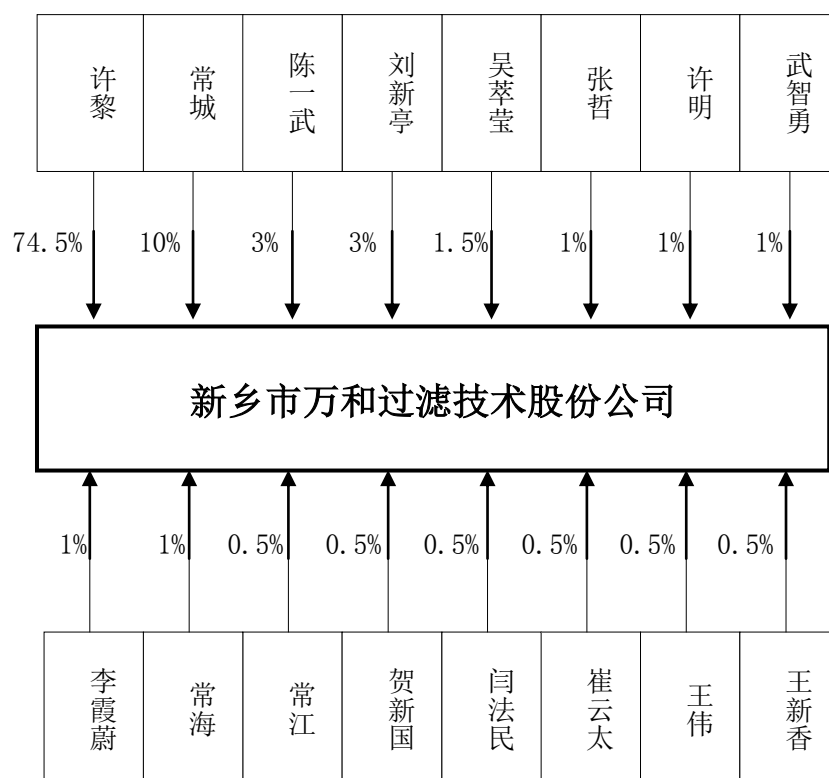 许黎
常城
陈一武
刘新亭
吴萃莹
张哲
许明
武智勇
74.5%
10%
3%
3%
1.5%
1%
1%
1%
新乡市万和过滤技术股份公司
1%
1%
0.5%
0.5%
0.5%
0.5%
0.5%
0.5%
李霞蔚
常海
常江
贺新国
闫法民
崔云太
王伟
王新香